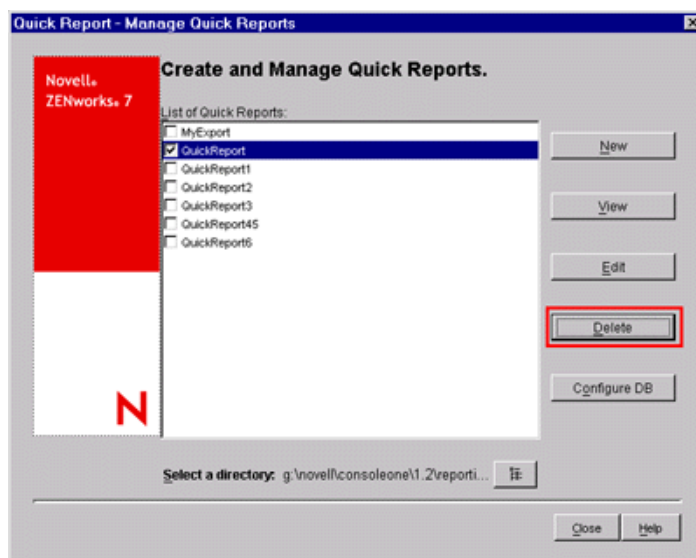 Quick Report - Manage Quick Reports
Novell®
ZENworks® 7
Create and Manage Quick Reports.
List of Quick Reports:
MyExport
QuickReport
QuickReport1
QuickReport2
QuickReport3
QuickReport45
QuickReport6
New
View
Edit
Delete
Configure DB
N
Select a directory: g:\novell\consoleone\1.2\reporti...
Close Help